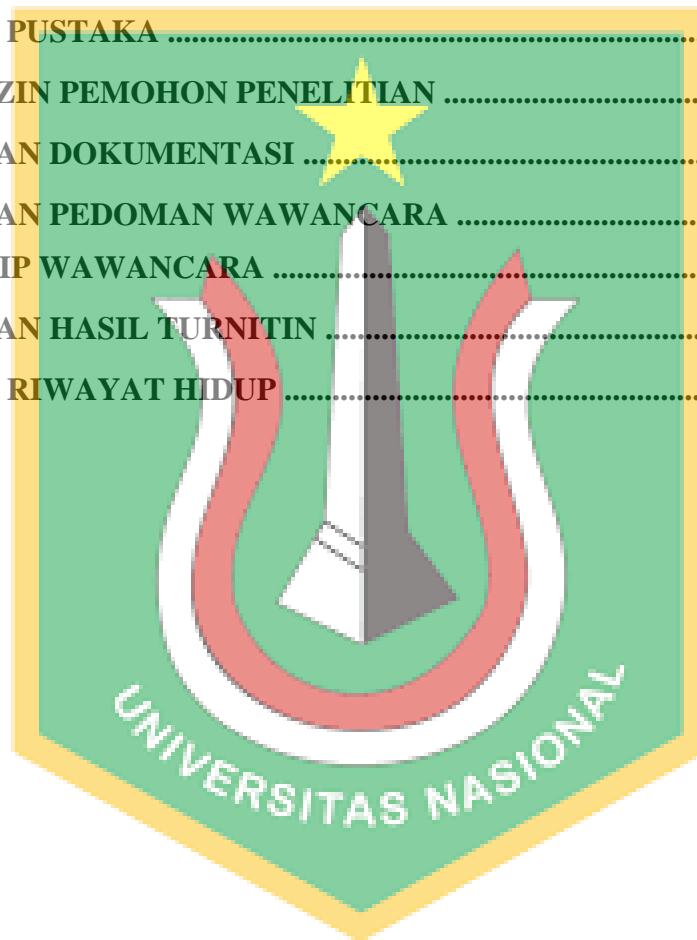 PUSTAKA ........................................................................
ZIN PEMOHON PENELITIAN ..................................
AN DOKUMENTASI .....................................................
AN PEDOMAN WAWANCARA ................................
IP WAWANCARA .........................................................
AN HASIL TURNITIN .................................................
RIWAYAT HIDUP .......................................................
UNIVERSITAS NASIONAL